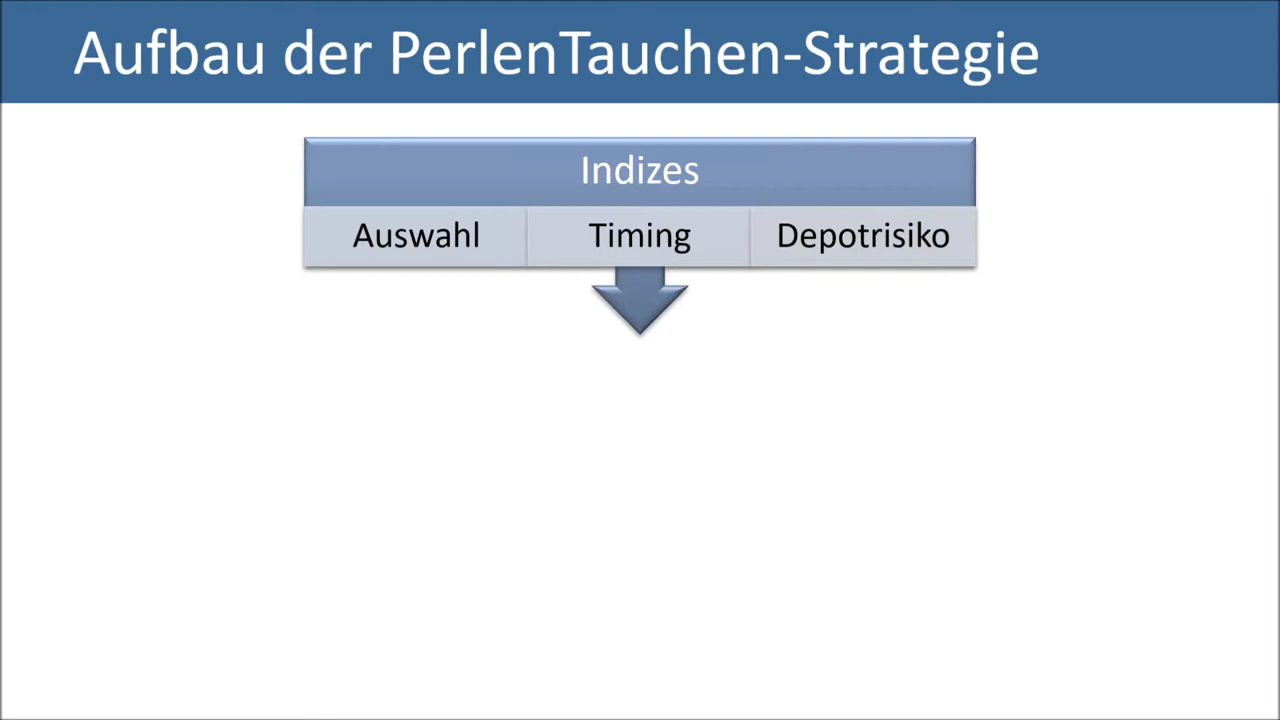 Aufbau der PerlenTauchen-Strategie
Indizes
Auswahl Timing Depotrisiko